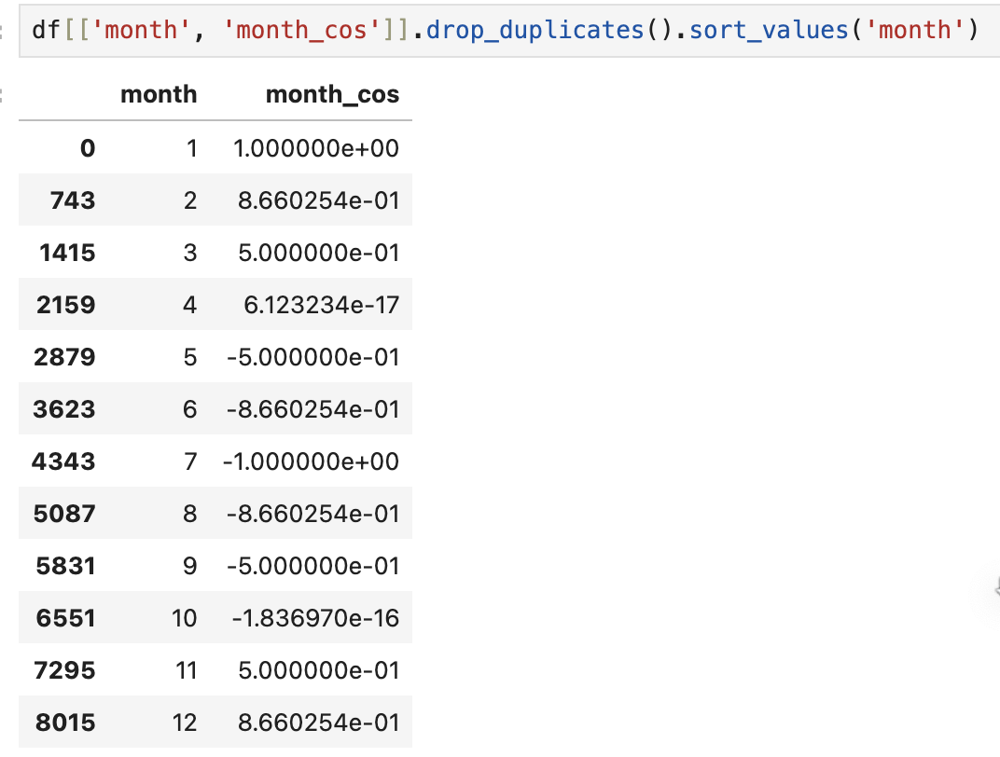 df[['month', 'month_cos']].drop_duplicates().sort_values('month')
month month_cos
0 1 1.000000e+00
743 2 8.660254e-01
1415 3 5.000000e-01
2159 4 6.123234e-17
2879 5 -5.000000e-01
3623 6 -8.660254e-01
4343 7 -1.000000e+00
5087 8 -8.660254e-01
5831 9 -5.000000e-01
6551 10 -1.836970e-16
7295 11 5.000000e-01
8015 12 8.660254e-01